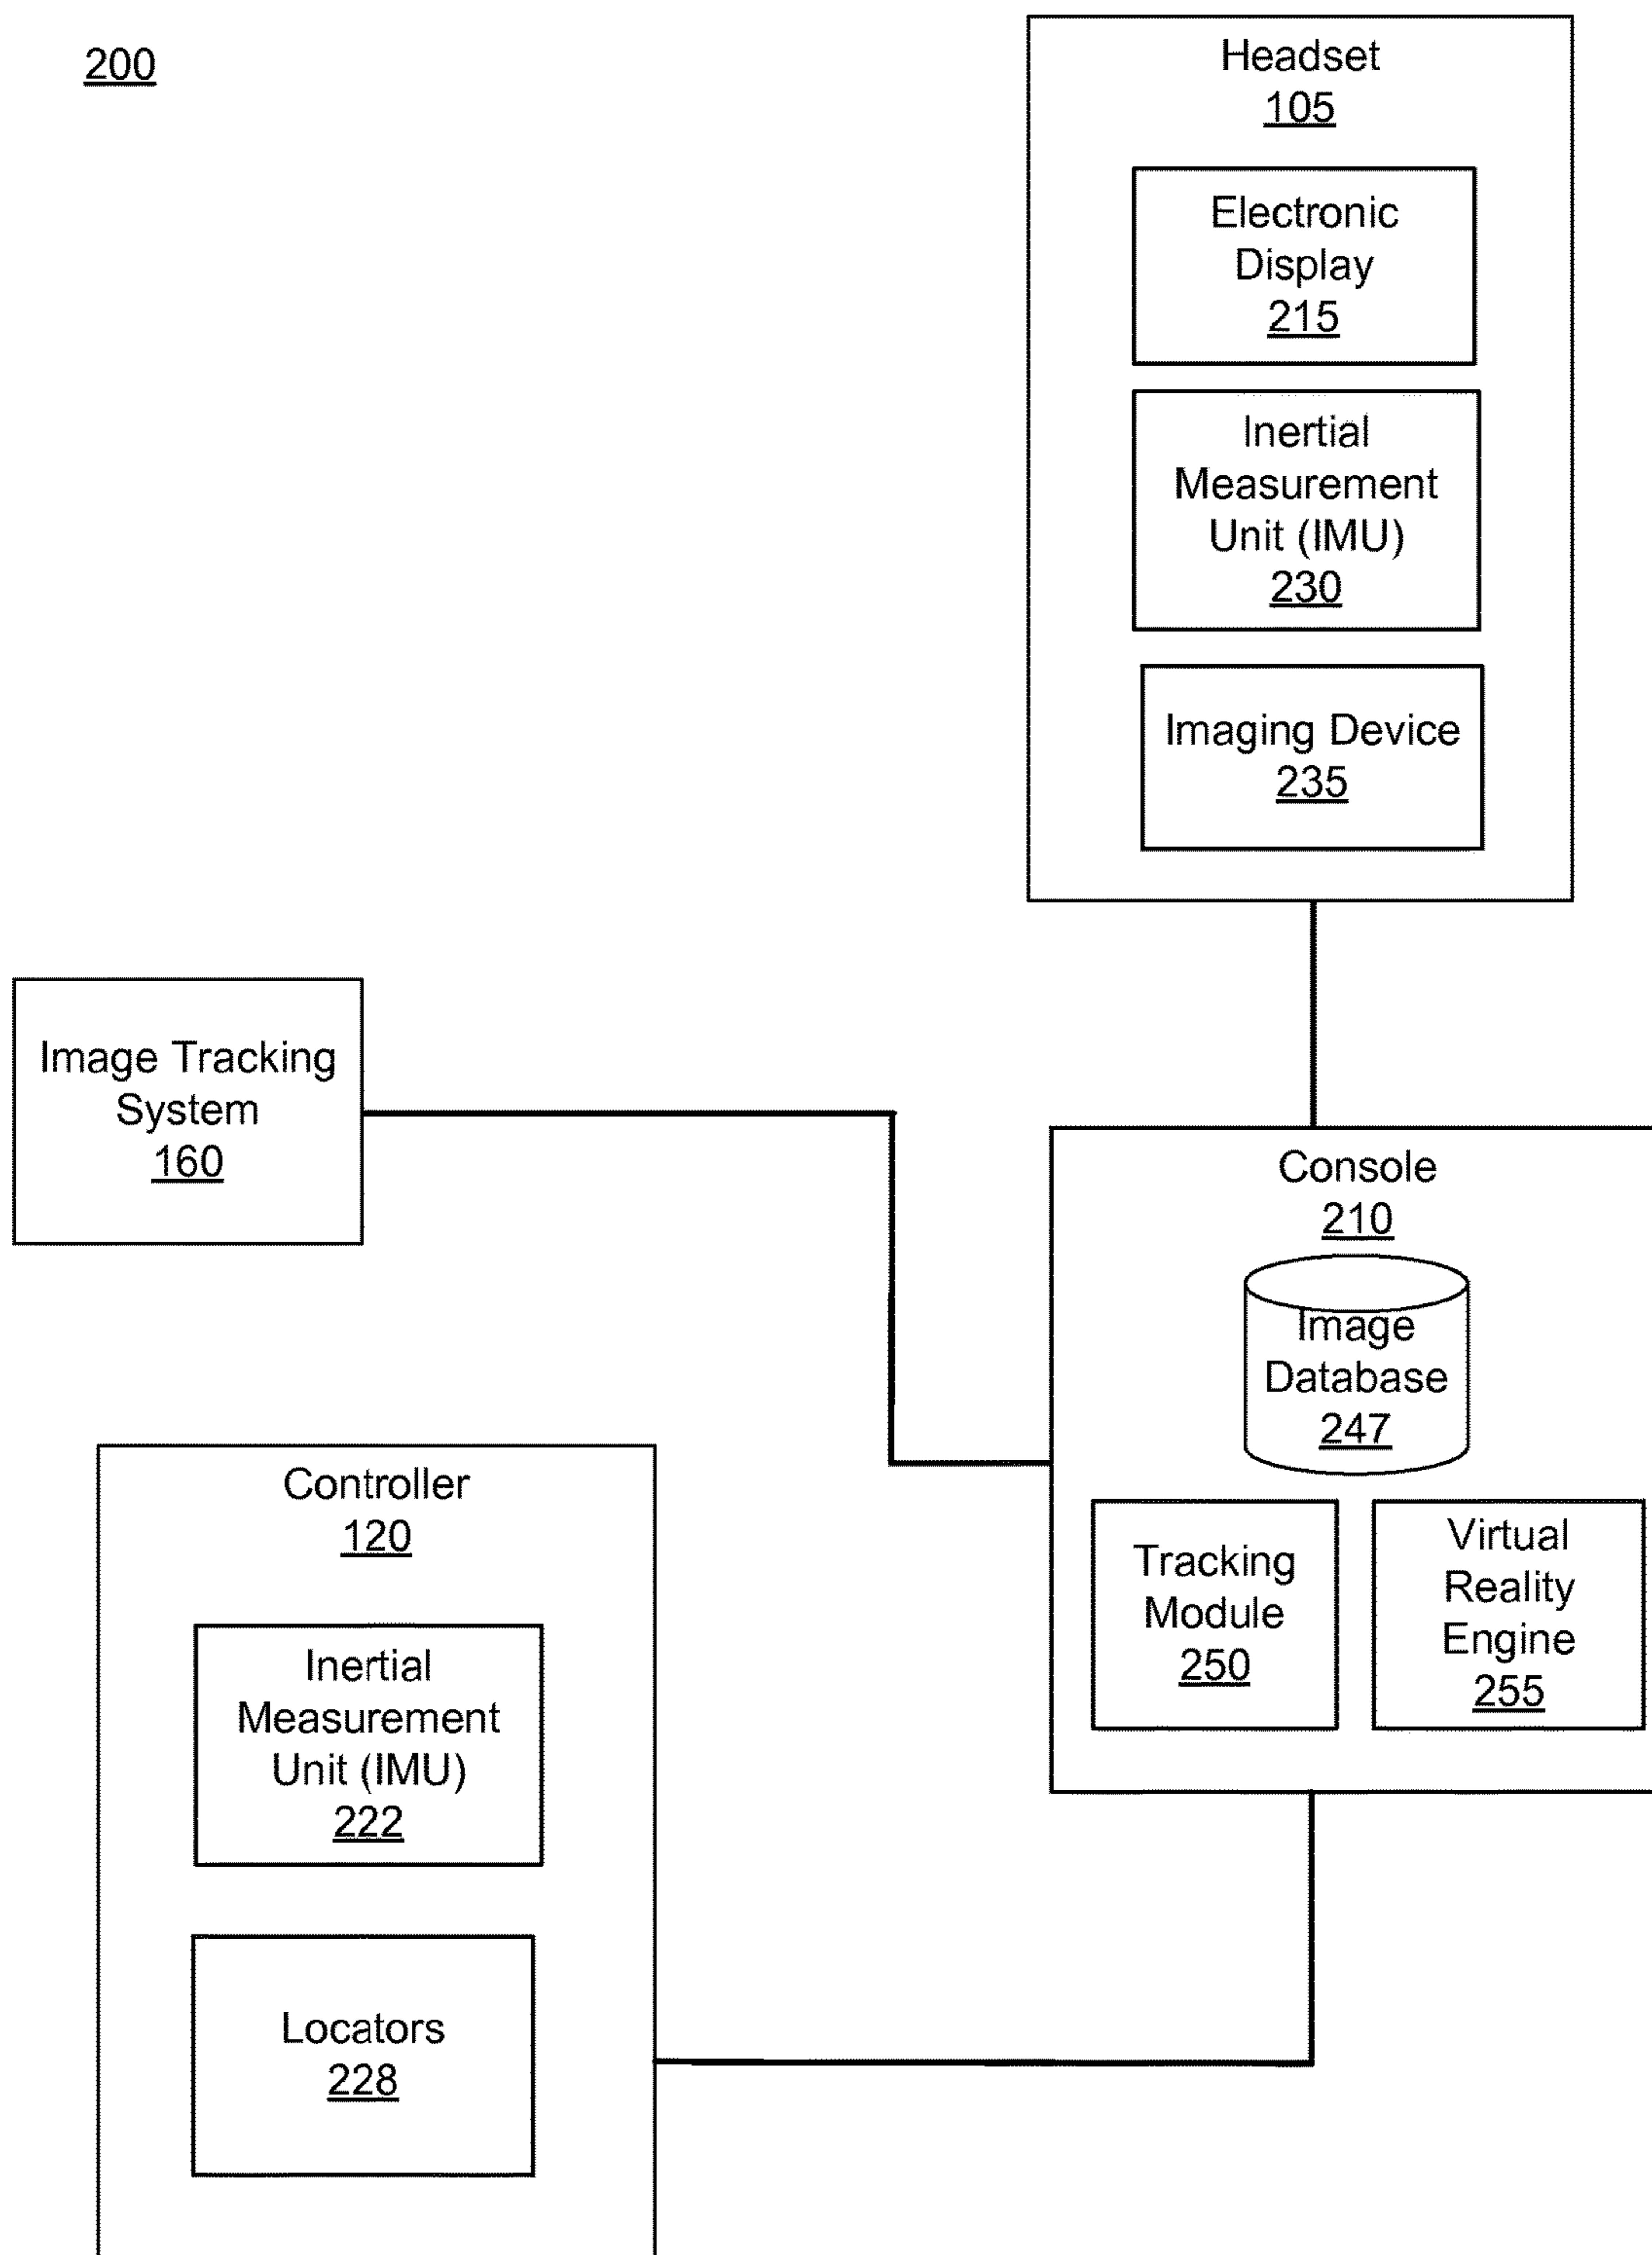 200
Headset
105
Electronic
Display
215
Inertial
Measurement
Unit (IMU)
230
Imaging Device
235
Image Tracking
System
160
Console
210
Image
Database
247
Tracking
Module
250
Virtual
Reality
Engine
255
Controller
120
Inertial
Measurement
Unit (IMU)
222
Locators
228